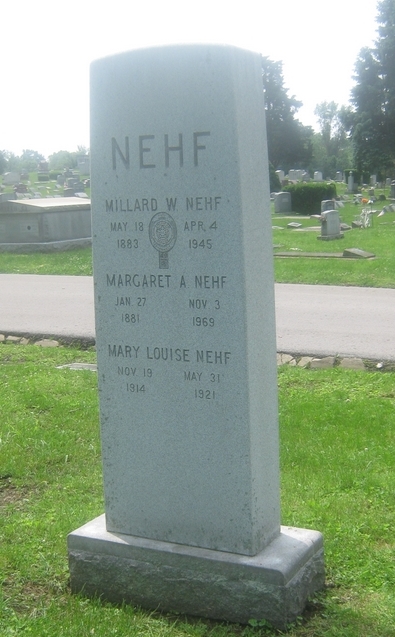 NEHF
MILLARD W NEHF
MAY 18 APR 4
1883 1945
MARGARET A NEHF
JAN 27 NOV 3
1881 1969
MARY LOUISE NEHF
NOV 19 MAY 31
1914 1921